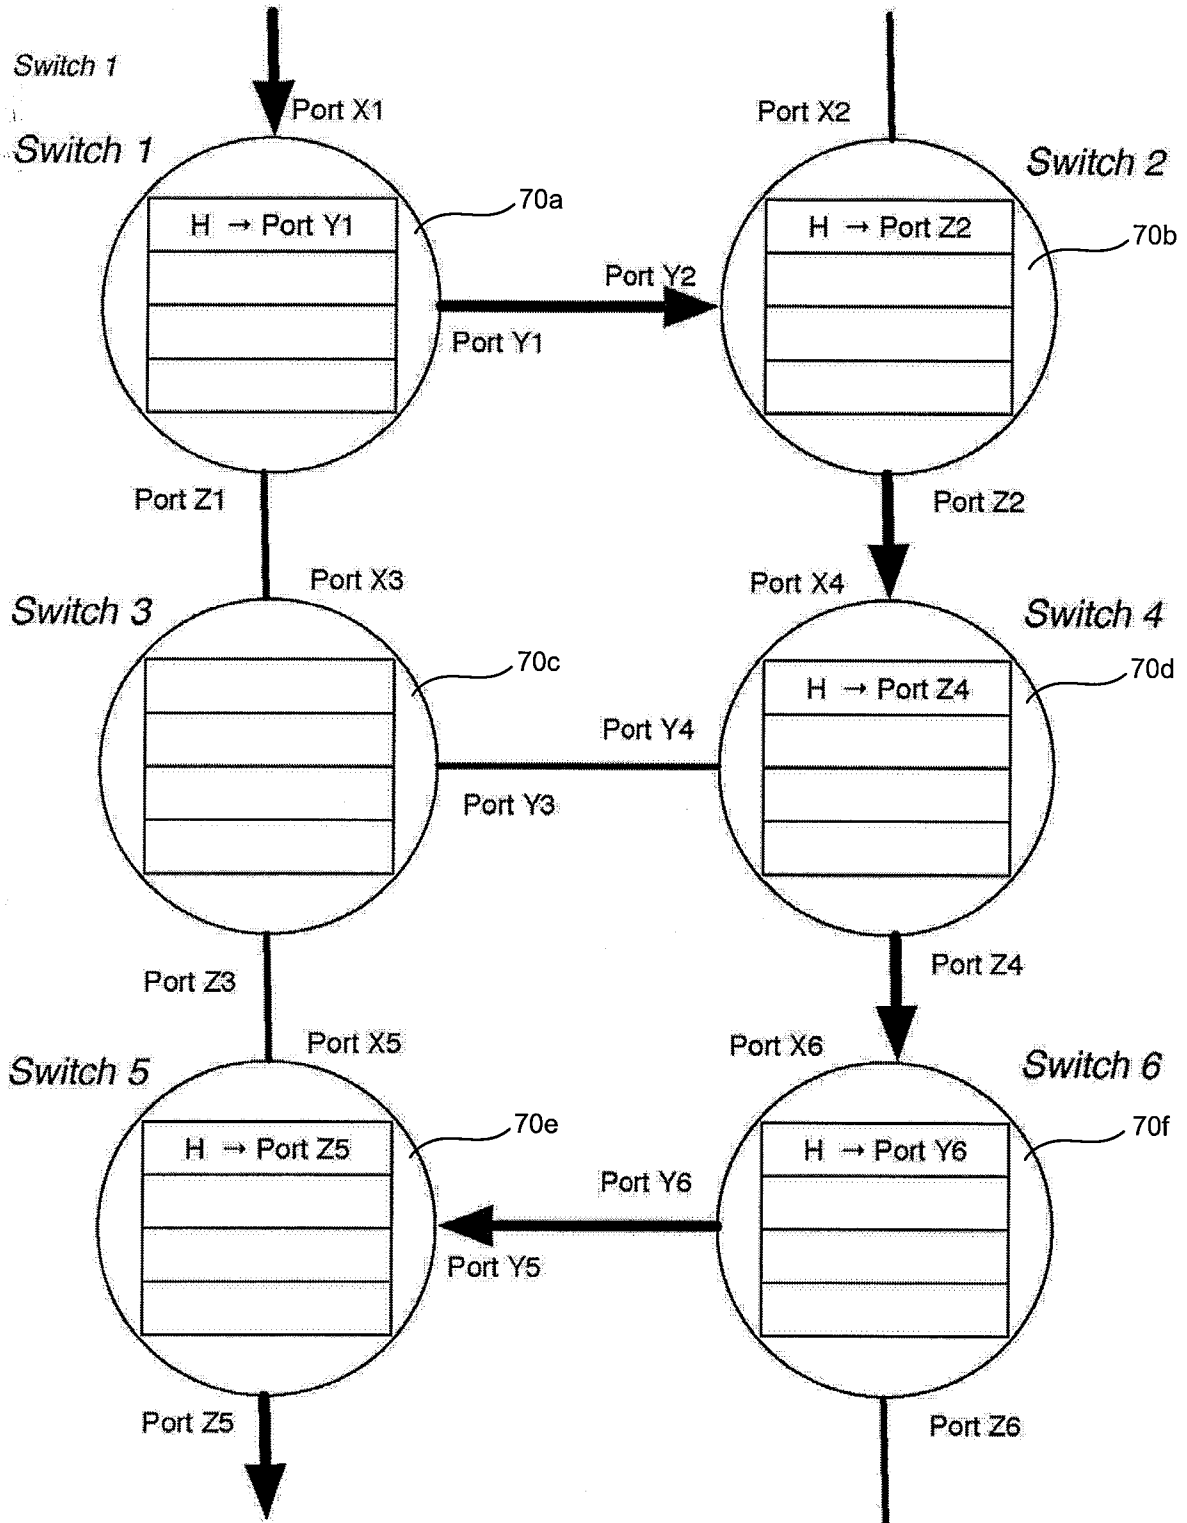 Switch 1
Port X1
Port X2
Switch 1
Switch 2
70a
H → Port Y1
H → Port Z2
70b
Port Y2
Port Y1
Port Z1
Port Z2
Port X3
Port X4
Switch 3
Switch 4
70c
70d
H → Port Z4
Port Y4
Port Y3
Port Z3
Port Z4
Port X5
Port X6
Switch 5
Switch 6
70e
70f
H → Port Z5
H → Port Y6
Port Y6
Port Y5
Port Z5
Port Z6